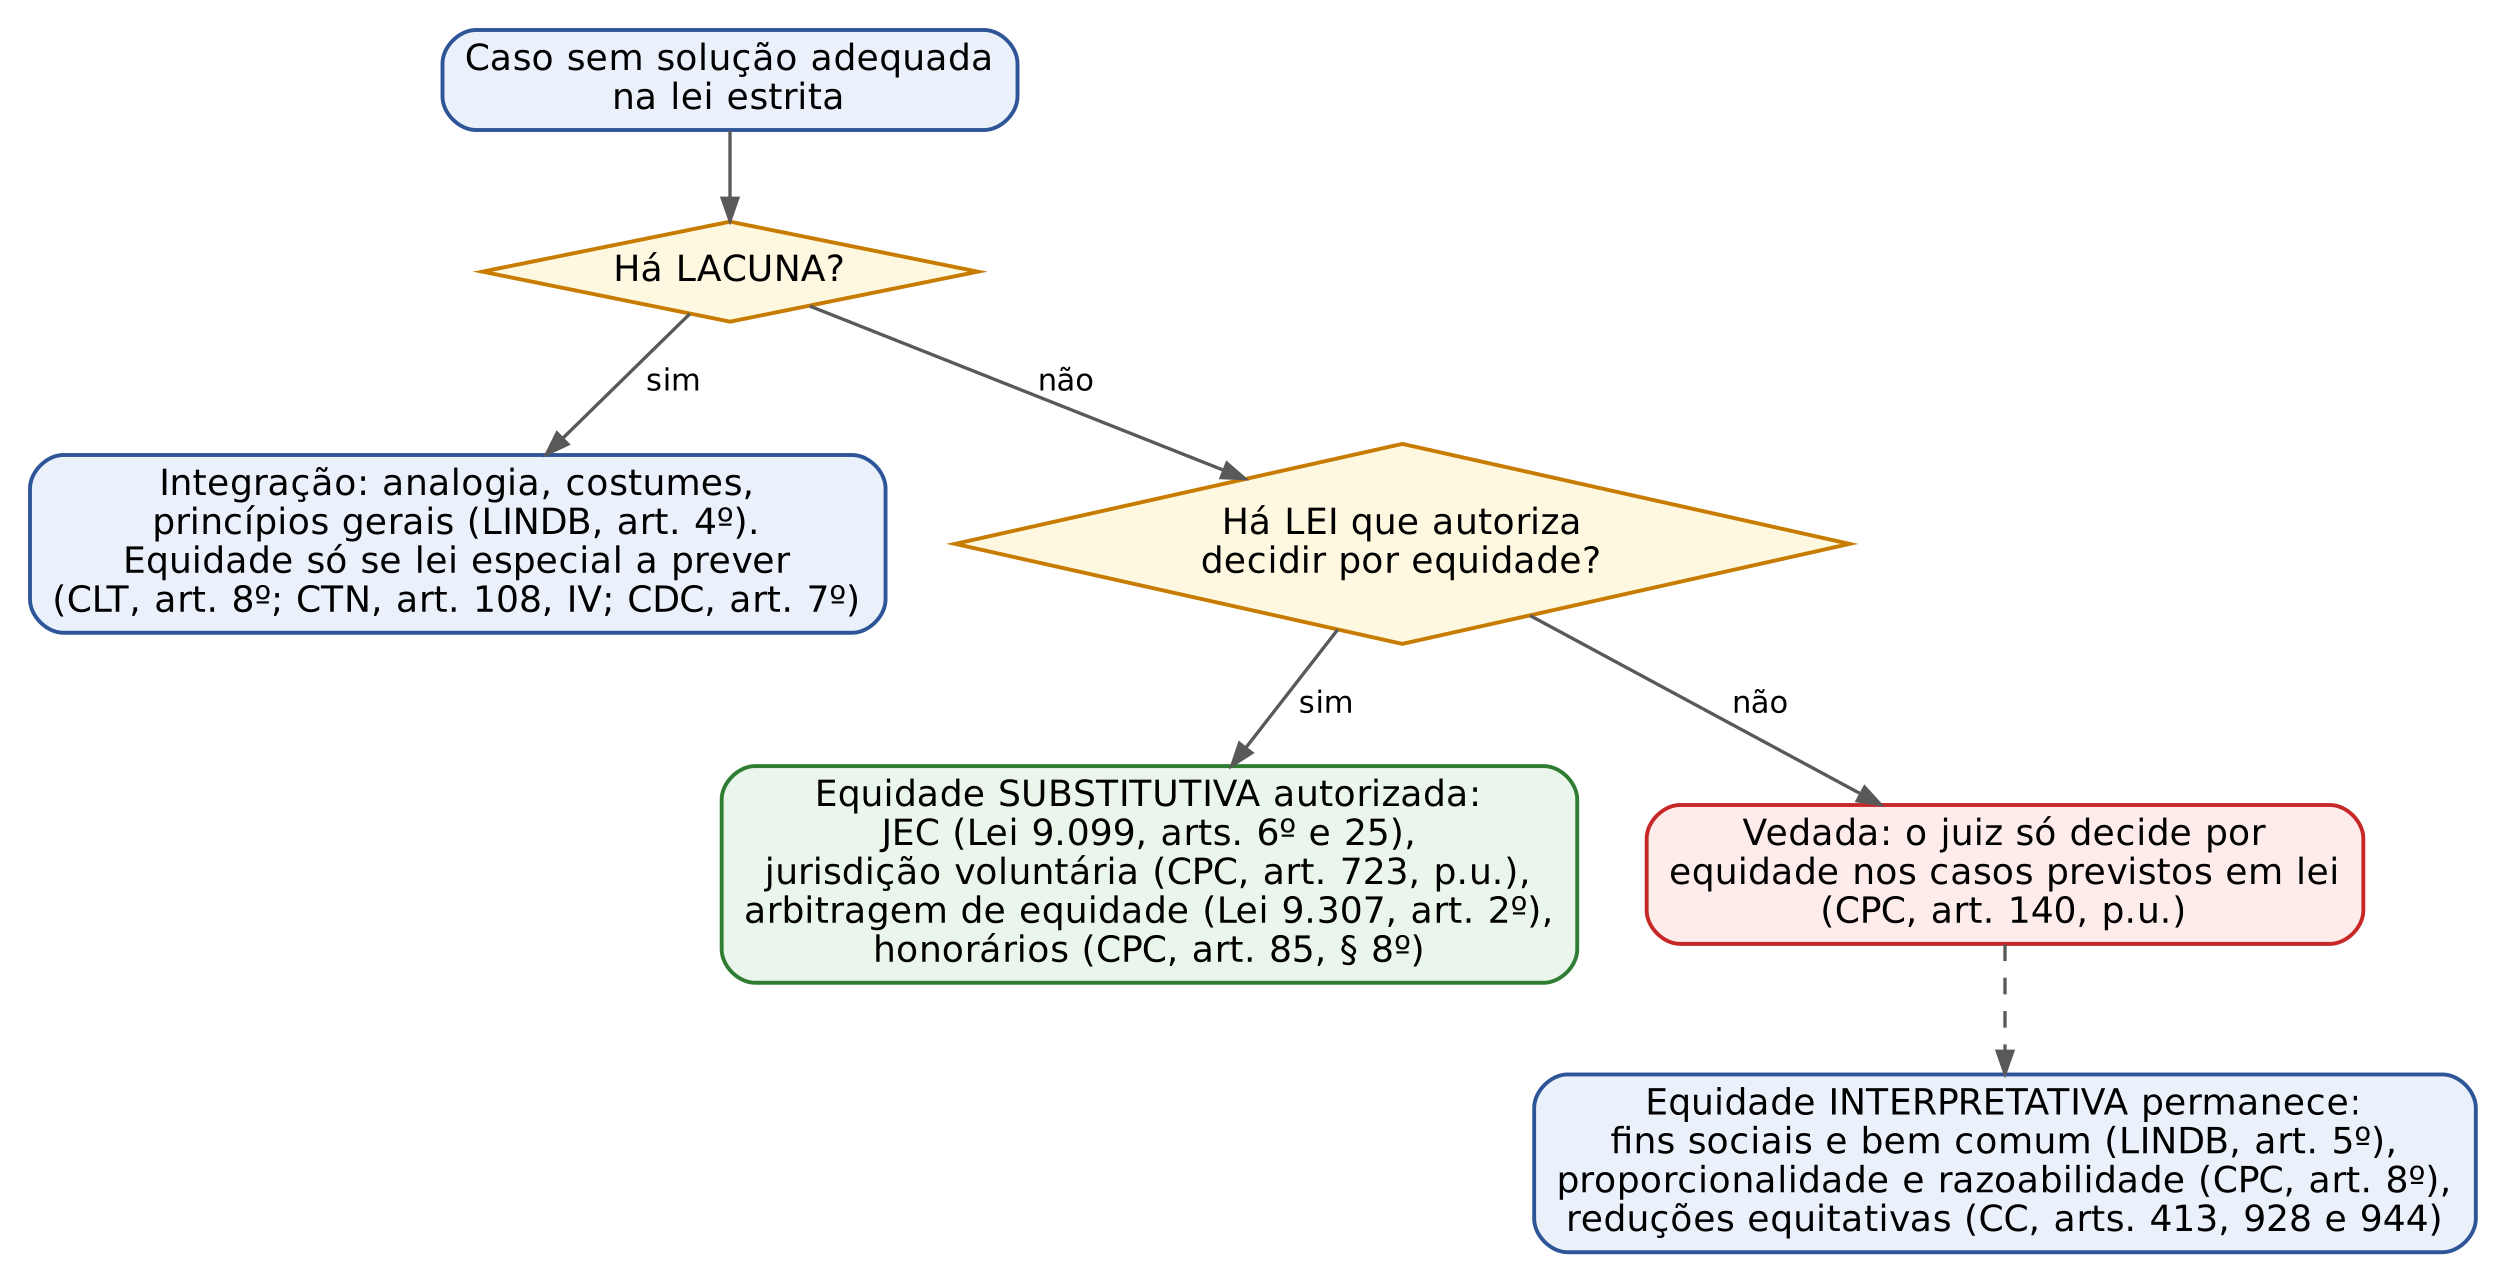 Caso sem solução adequada
na lei estrita
Há LACUNA?
sim
não
Integração: analogia, costumes,
princípios gerais (LINDB, art. 4º).
Equidade só se lei especial a prever
(CLT, art. 8º; CTN, art. 108, IV; CDC, art. 7º)
Há LEI que autoriza
decidir por equidade?
sim
não
Equidade SUBSTITUTIVA autorizada:
JEC (Lei 9.099, arts. 6º e 25),
jurisdição voluntária (CPC, art. 723, p.u.),
arbitragem de equidade (Lei 9.307, art. 2º),
honorários (CPC, art. 85, § 8º)
Vedada: o juiz só decide por
equidade nos casos previstos em lei
(CPC, art. 140, p.u.)
Equidade INTERPRETATIVA permanece:
fins sociais e bem comum (LINDB, art. 5º),
proporcionalidade e razoabilidade (CPC, art. 8º),
reduções equitativas (CC, arts. 413, 928 e 944)